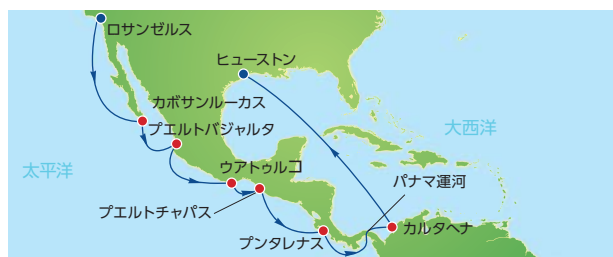 ロサンゼルス
ヒューストン
カボサンルーカス
プエルトバジャルタ
大西洋
太平洋
ウアトゥルコ
パナマ運河
プエルトチャパス
プンタレナス
カルタヘナ